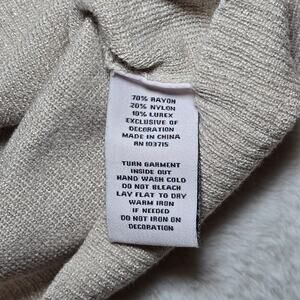 70% RAYON
20% NYLON
10% LUREX
EXCLUSIVE OF
DECORATION
MADE IN CHINA
RN 103715
TURN GARMENT
INSIDE OUT
HAND WASH COLD
DO NOT BLEACH
LAY FLAT TO DRY
WARM IRON
IF NEEDED
DO NOT IRON ON
DECORATION